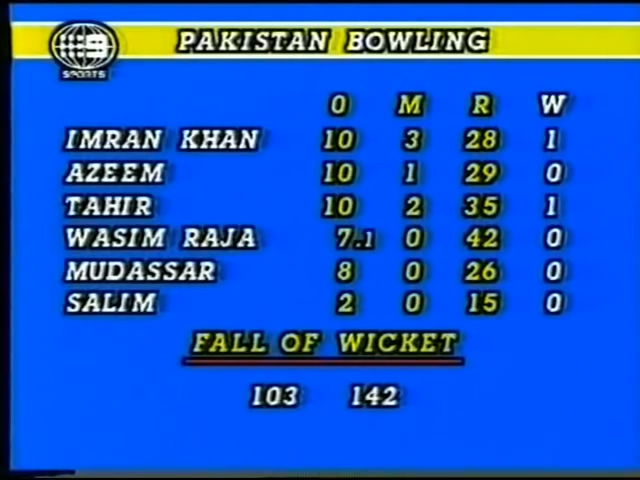 9
SPORTS
PAKISTAN BOWLING
O M R W
IMRAN KHAN 10 3 28 1
AZEEM 10 1 29 0
TAHIR 10 2 35 1
WASIM RAJA 7.1 0 42 0
MUDASSAR 8 0 26 0
SALIM 2 0 15 0
FALL OF WICKET
103 142